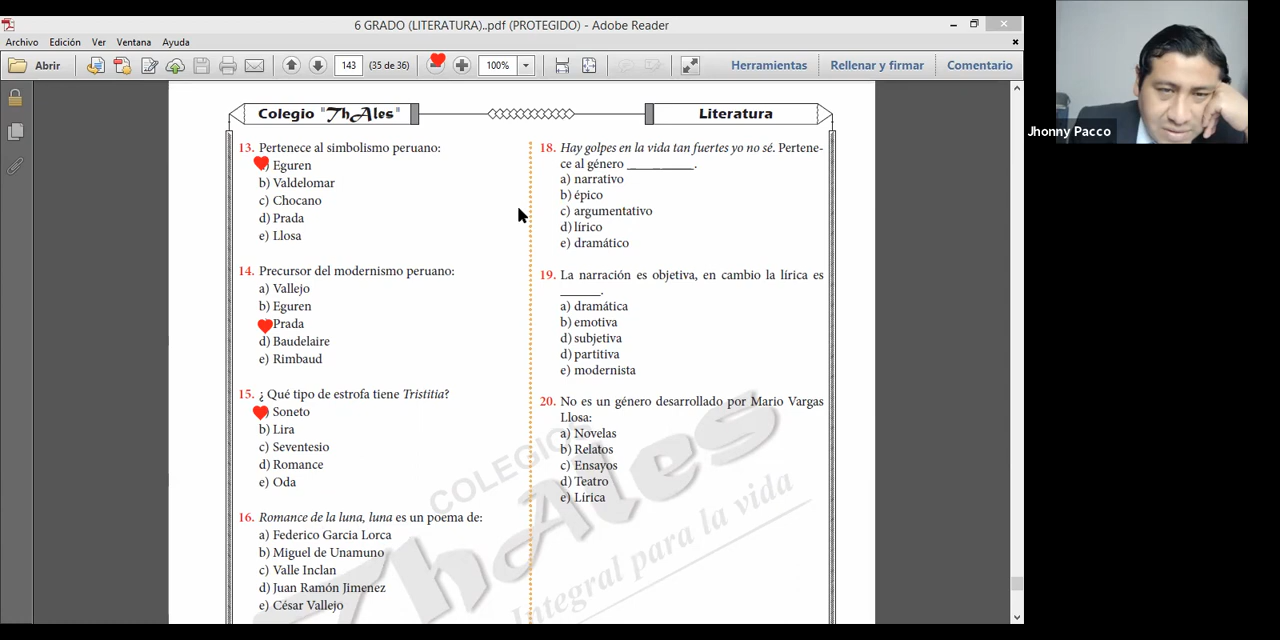 6 GRADO (LITERATURA)..pdf (PROTEGIDO) - Adobe Reader
Archivo Edición Ver Ventana Ayuda
Abrir 143 (35 de 36) 100% Herramientas Rellenar y firmar Comentario
Colegio "ThAles" Literatura
13. Pertenece al simbolismo peruano:
) Eguren
b) Valdelomar
c) Chocano
d) Prada
e) Llosa
14. Precursor del modernismo peruano:
a) Vallejo
b) Eguren
Prada
d) Baudelaire
e) Rimbaud
15. ¿ Qué tipo de estrofa tiene Tristitia?
) Soneto
b) Lira
c) Seventesio
d) Romance
e) Oda
16. Romance de la luna, luna es un poema de:
a) Federico Garcia Lorca
b) Miguel de Unamuno
c) Valle Inclan
d) Juan Ramón Jimenez
e) César Vallejo
18. Hay golpes en la vida tan fuertes yo no sé. Pertene-
ce al género __________.
a) narrativo
b) épico
c) argumentativo
d) lírico
e) dramático
19. La narración es objetiva, en cambio la lírica es
______.
a) dramática
b) emotiva
d) subjetiva
d) partitiva
e) modernista
20. No es un género desarrollado por Mario Vargas
Llosa:
a) Novelas
b) Relatos
c) Ensayos
d) Teatro
e) Lírica
COLEGIO
ThAles
Integral para la vida
Jhonny Pacco